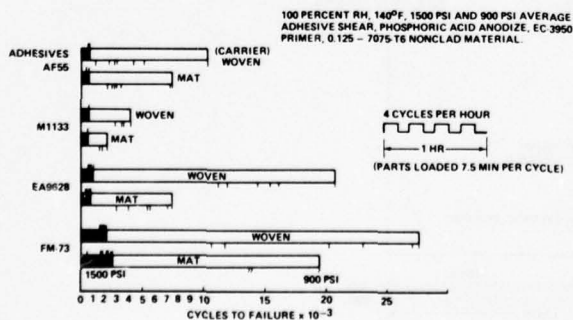 100 PERCENT RH, 140°F, 1500 PSI AND 900 PSI AVERAGE
ADHESIVE SHEAR, PHOSPHORIC ACID ANODIZE, EC-3950
PRIMER, 0.125 – 7075-T6 NONCLAD MATERIAL.
ADHESIVES
AF55
(CARRIER)
WOVEN
MAT
M1133
WOVEN
MAT
4 CYCLES PER HOUR
1 HR
(PARTS LOADED 7.5 MIN PER CYCLE)
EA9628
WOVEN
MAT
FM-73
WOVEN
MAT
1500 PSI
900 PSI
0 1 2 3 4 5 6 7 8 9 10 20 25
CYCLES TO FAILURE × 10⁻³